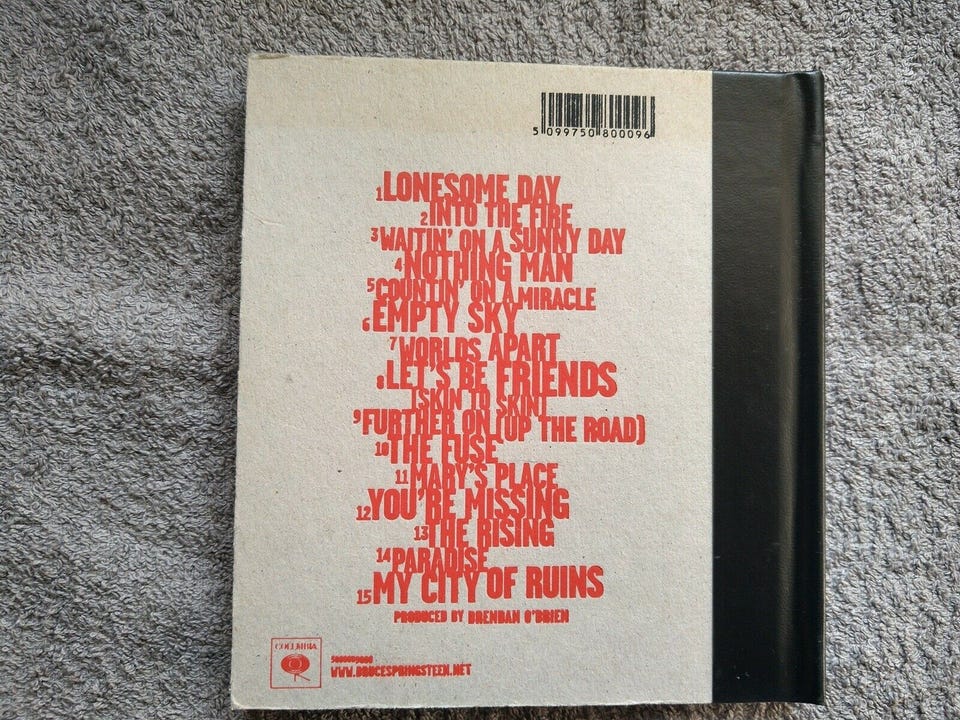 5 099750 800096
1 LONESOME DAY
2 INTO THE FIRE
3 WAITIN' ON A SUNNY DAY
4 NOTHING MAN
5 COUNTIN' ON A MIRACLE
6 EMPTY SKY
7 WORLDS APART
8 LET'S BE FRIENDS
(SKIN TO SKIN)
9 FURTHER ON (UP THE ROAD)
10 THE FUSE
11 MARY'S PLACE
12 YOU'RE MISSING
13 THE RISING
14 PARADISE
15 MY CITY OF RUINS
PRODUCED BY BRENDAN O'BRIEN
COLUMBIA
WWW.BRUCESPRINGSTEEN.NET